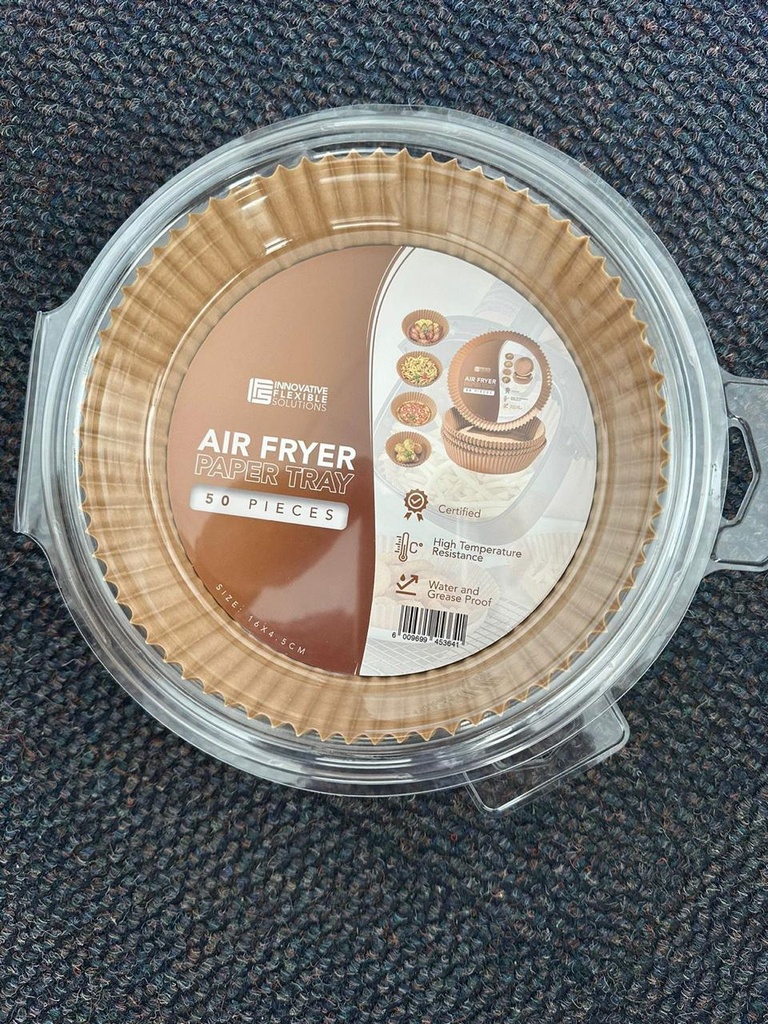 INNOVATIVE
FLEXIBLE
SOLUTIONS
AIR FRYER
PAPER TRAY
50 PIECES
SIZE: 16X4.5CM
AIR FRYER
Certified
C°
High Temperature
Resistance
Water and
Grease Proof
6 009699 453641